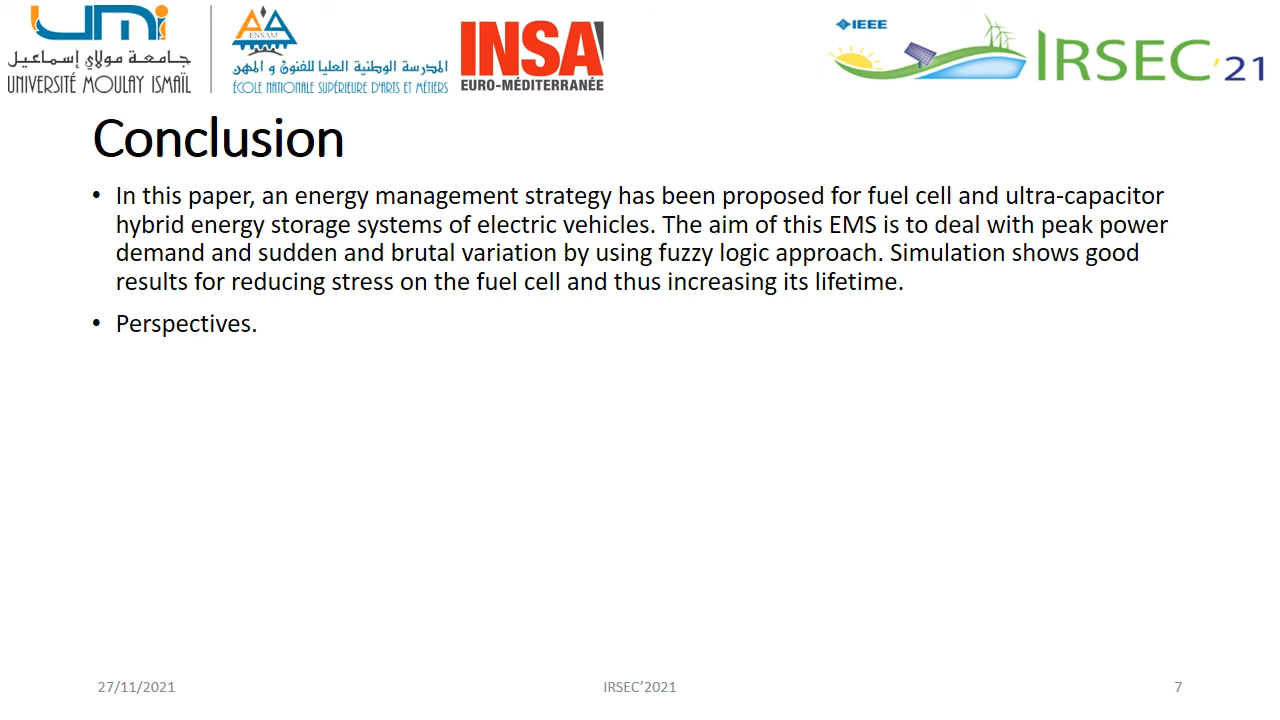 umi
جامعة مولاي إسماعيل
UNIVERSITÉ MOULAY ISMAÏL
ENSAM
المدرسة الوطنية العليا للفنون و المهن
ÉCOLE NATIONALE SUPÉRIEURE D'ARTS ET MÉTIERS
INSA
EURO-MÉDITERRANÉE
IEEE
IRSEC'21
Conclusion
• In this paper, an energy management strategy has been proposed for fuel cell and ultra-capacitor
hybrid energy storage systems of electric vehicles. The aim of this EMS is to deal with peak power
demand and sudden and brutal variation by using fuzzy logic approach. Simulation shows good
results for reducing stress on the fuel cell and thus increasing its lifetime.
• Perspectives.
27/11/2021
IRSEC’2021
7